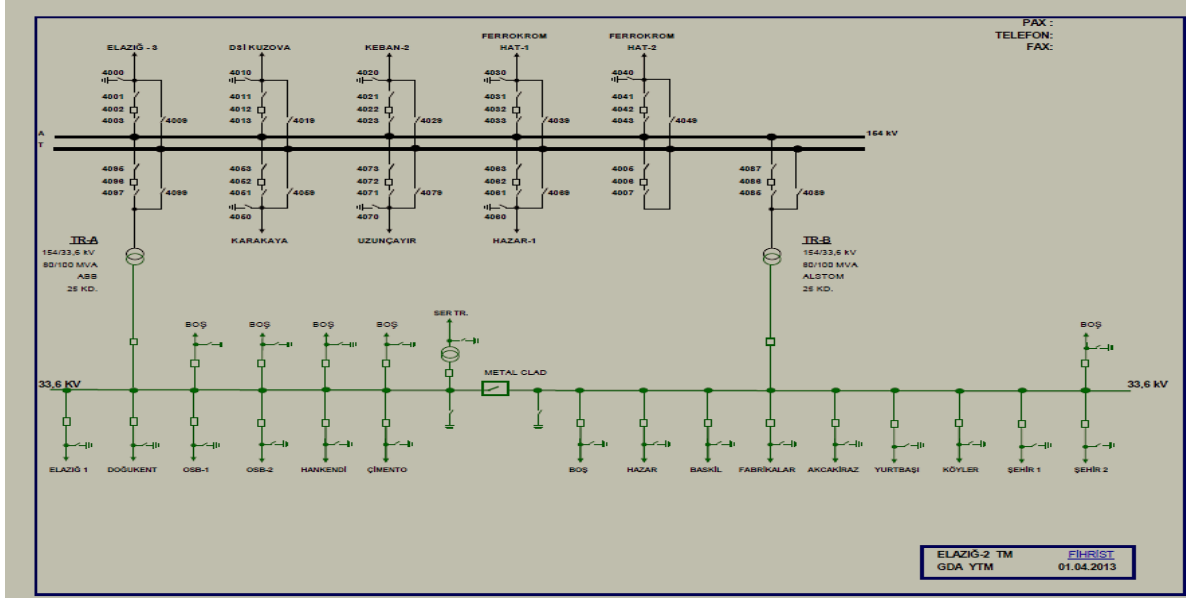 PAX :
TELEFON:
FAX:
ELAZIĞ - 3
DSİ KUZOVA
KEBAN-2
FERROKROM
HAT-1
FERROKROM
HAT-2
4000
4010
4020
4030
4040
4001
4011
4021
4031
4041
4002
4012
4022
4032
4042
4003
4009
4013
4019
4023
4029
4033
4039
4043
4049
A
154 kV
T
4095
4053
4073
4063
4005
4087
4096
4052
4072
4062
4006
4086
4097
4099
4051
4059
4071
4079
4061
4069
4007
4085
4089
4050
4070
4060
KARAKAYA
UZUNÇAYIR
HAZAR-1
TR-A
154/33,6 kV
80/100 MVA
ABB
25 KD.
TR-B
154/33,6 kV
80/100 MVA
ALSTOM
25 KD.
SER TR.
BOŞ
BOŞ
BOŞ
BOŞ
BOŞ
METAL CLAD
33,6 KV
33,6 kV
ELAZIĞ 1
DOĞUKENT
OSB-1
OSB-2
HANKENDİ
ÇİMENTO
BOŞ
HAZAR
BASKİL
FABRİKALAR
AKCAKİRAZ
YURTBAŞI
KÖYLER
ŞEHİR 1
ŞEHİR 2
ELAZIĞ-2 TM
FİHRİST
GDA YTM
01.04.2013